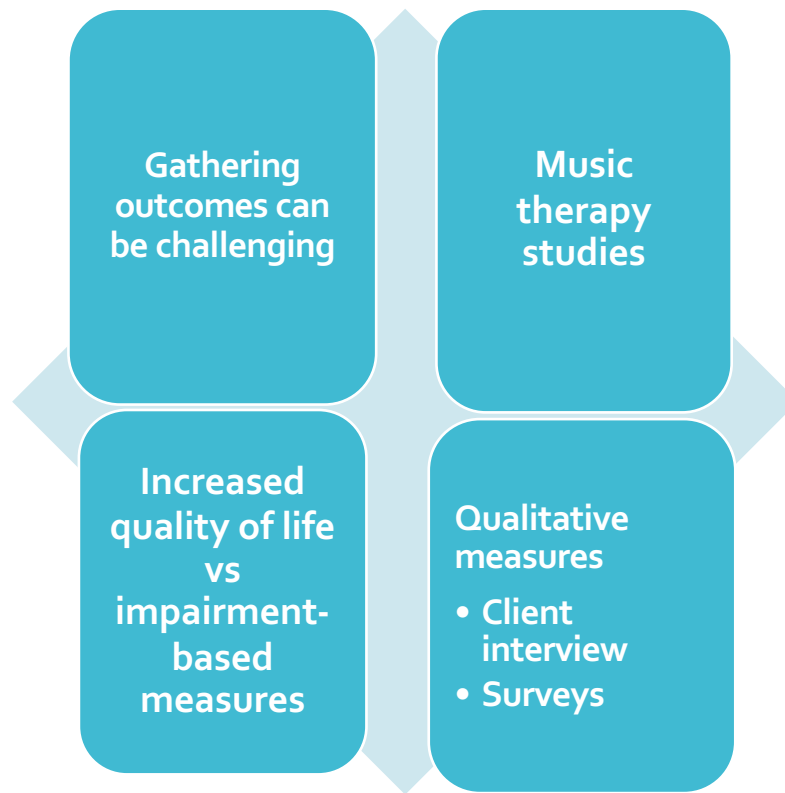 Gathering
outcomes can
be challenging
Music
therapy
studies
Increased
quality of life
vs
impairment-
based
measures
Qualitative
measures
• Client
interview
• Surveys